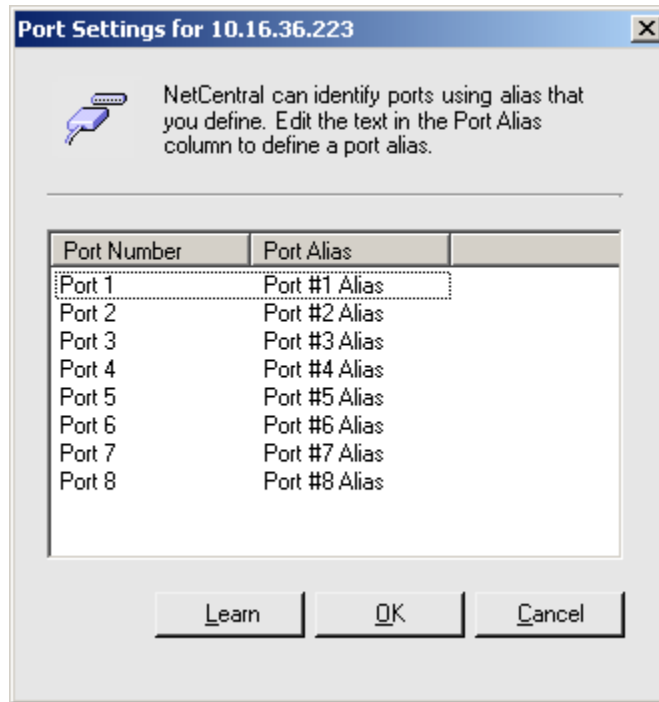 Port Settings for 10.16.36.223
NetCentral can identify ports using alias that
you define. Edit the text in the Port Alias
column to define a port alias.
Port Number Port Alias
Port 1 Port #1 Alias
Port 2 Port #2 Alias
Port 3 Port #3 Alias
Port 4 Port #4 Alias
Port 5 Port #5 Alias
Port 6 Port #6 Alias
Port 7 Port #7 Alias
Port 8 Port #8 Alias
Learn OK Cancel